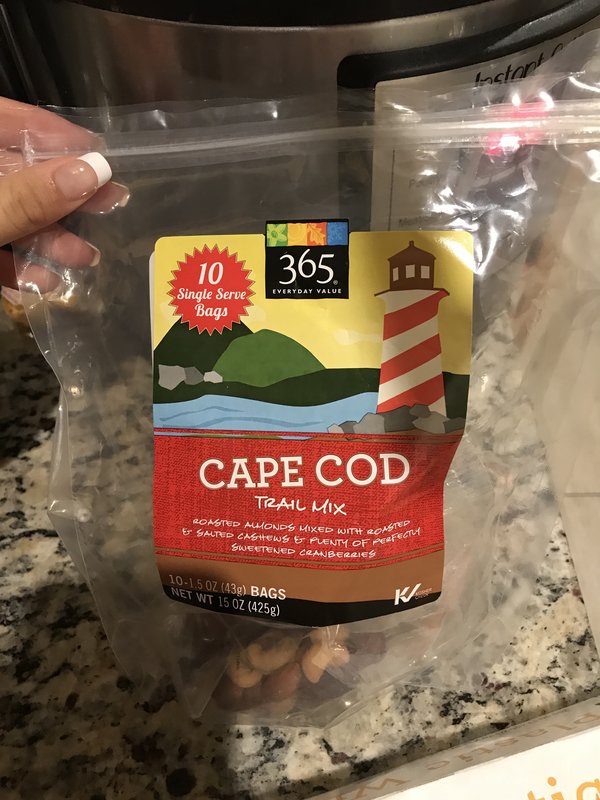 Instant
10
Single Serve
Bags
365
EVERYDAY VALUE
CAPE COD
TRAIL MIX
ROASTED ALMONDS MIXED WITH ROASTED
& SALTED CASHEWS & PLENTY OF PERFECTLY
SWEETENED CRANBERRIES
10-1.5 OZ (43g) BAGS
NET WT 15 OZ (425g)